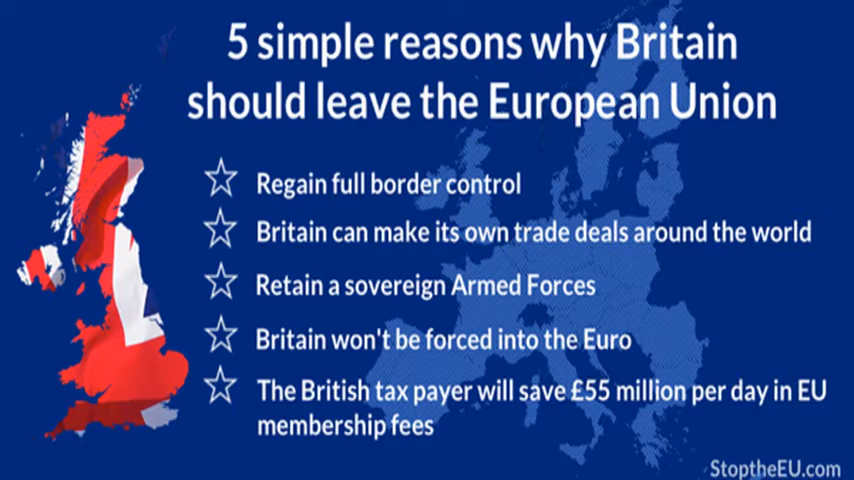 5 simple reasons why Britain
should leave the European Union
Regain full border control
Britain can make its own trade deals around the world
Retain a sovereign Armed Forces
Britain won't be forced into the Euro
The British tax payer will save £55 million per day in EU
membership fees
StoptheEU.com